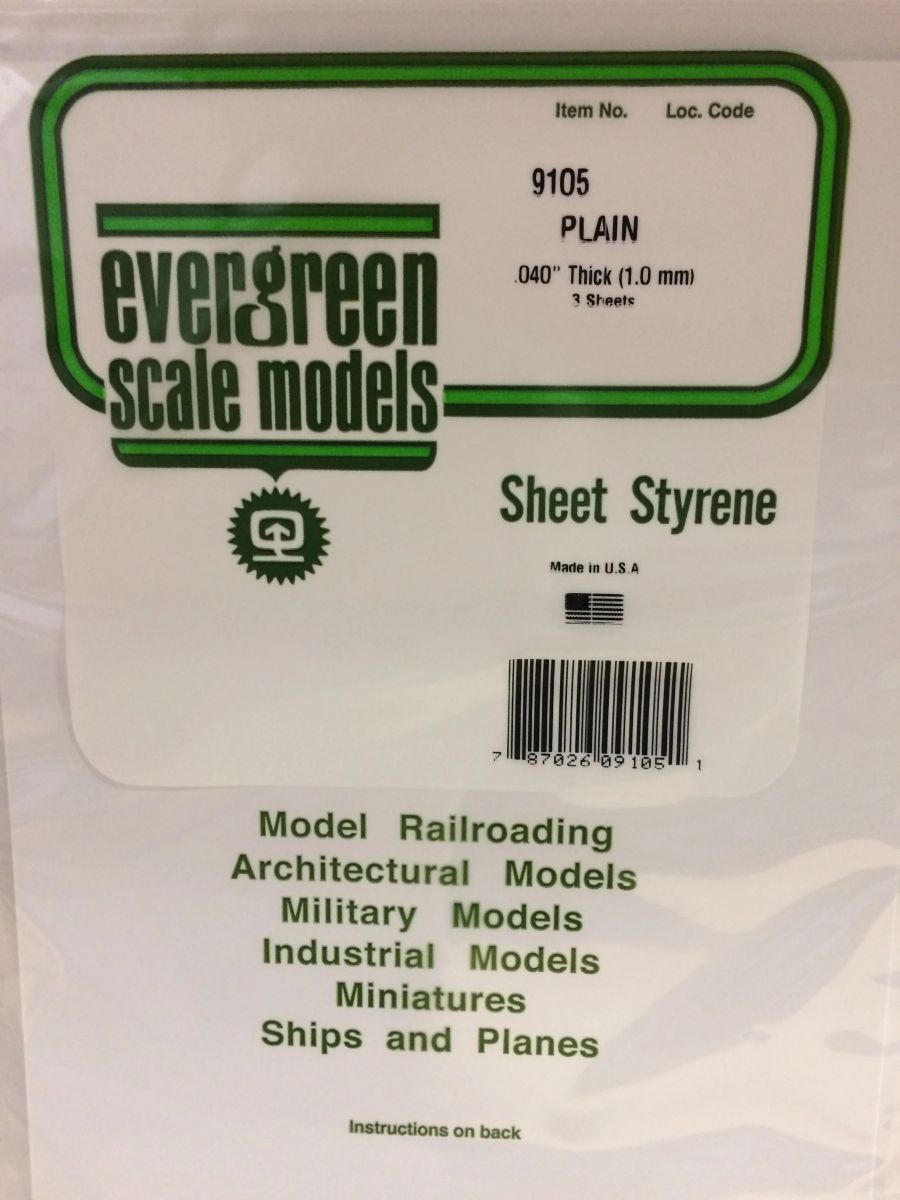 Item No. Loc. Code
9105
PLAIN
.040" Thick (1.0 mm)
3 Sheets
evergreen
scale models
Sheet Styrene
Made in U.S.A
7 87026 09105 1
Model Railroading
Architectural Models
Military Models
Industrial Models
Miniatures
Ships and Planes
Instructions on back